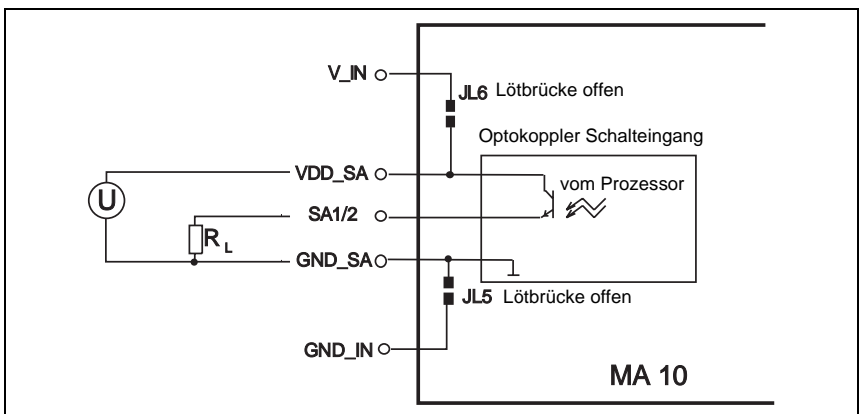 V_IN
JL6 Lötbrücke offen
Optokoppler Schalteingang
VDD_SA
vom Prozessor
U
SA1/2
R L
GND_SA
JL5 Lötbrücke offen
GND_IN
MA 10